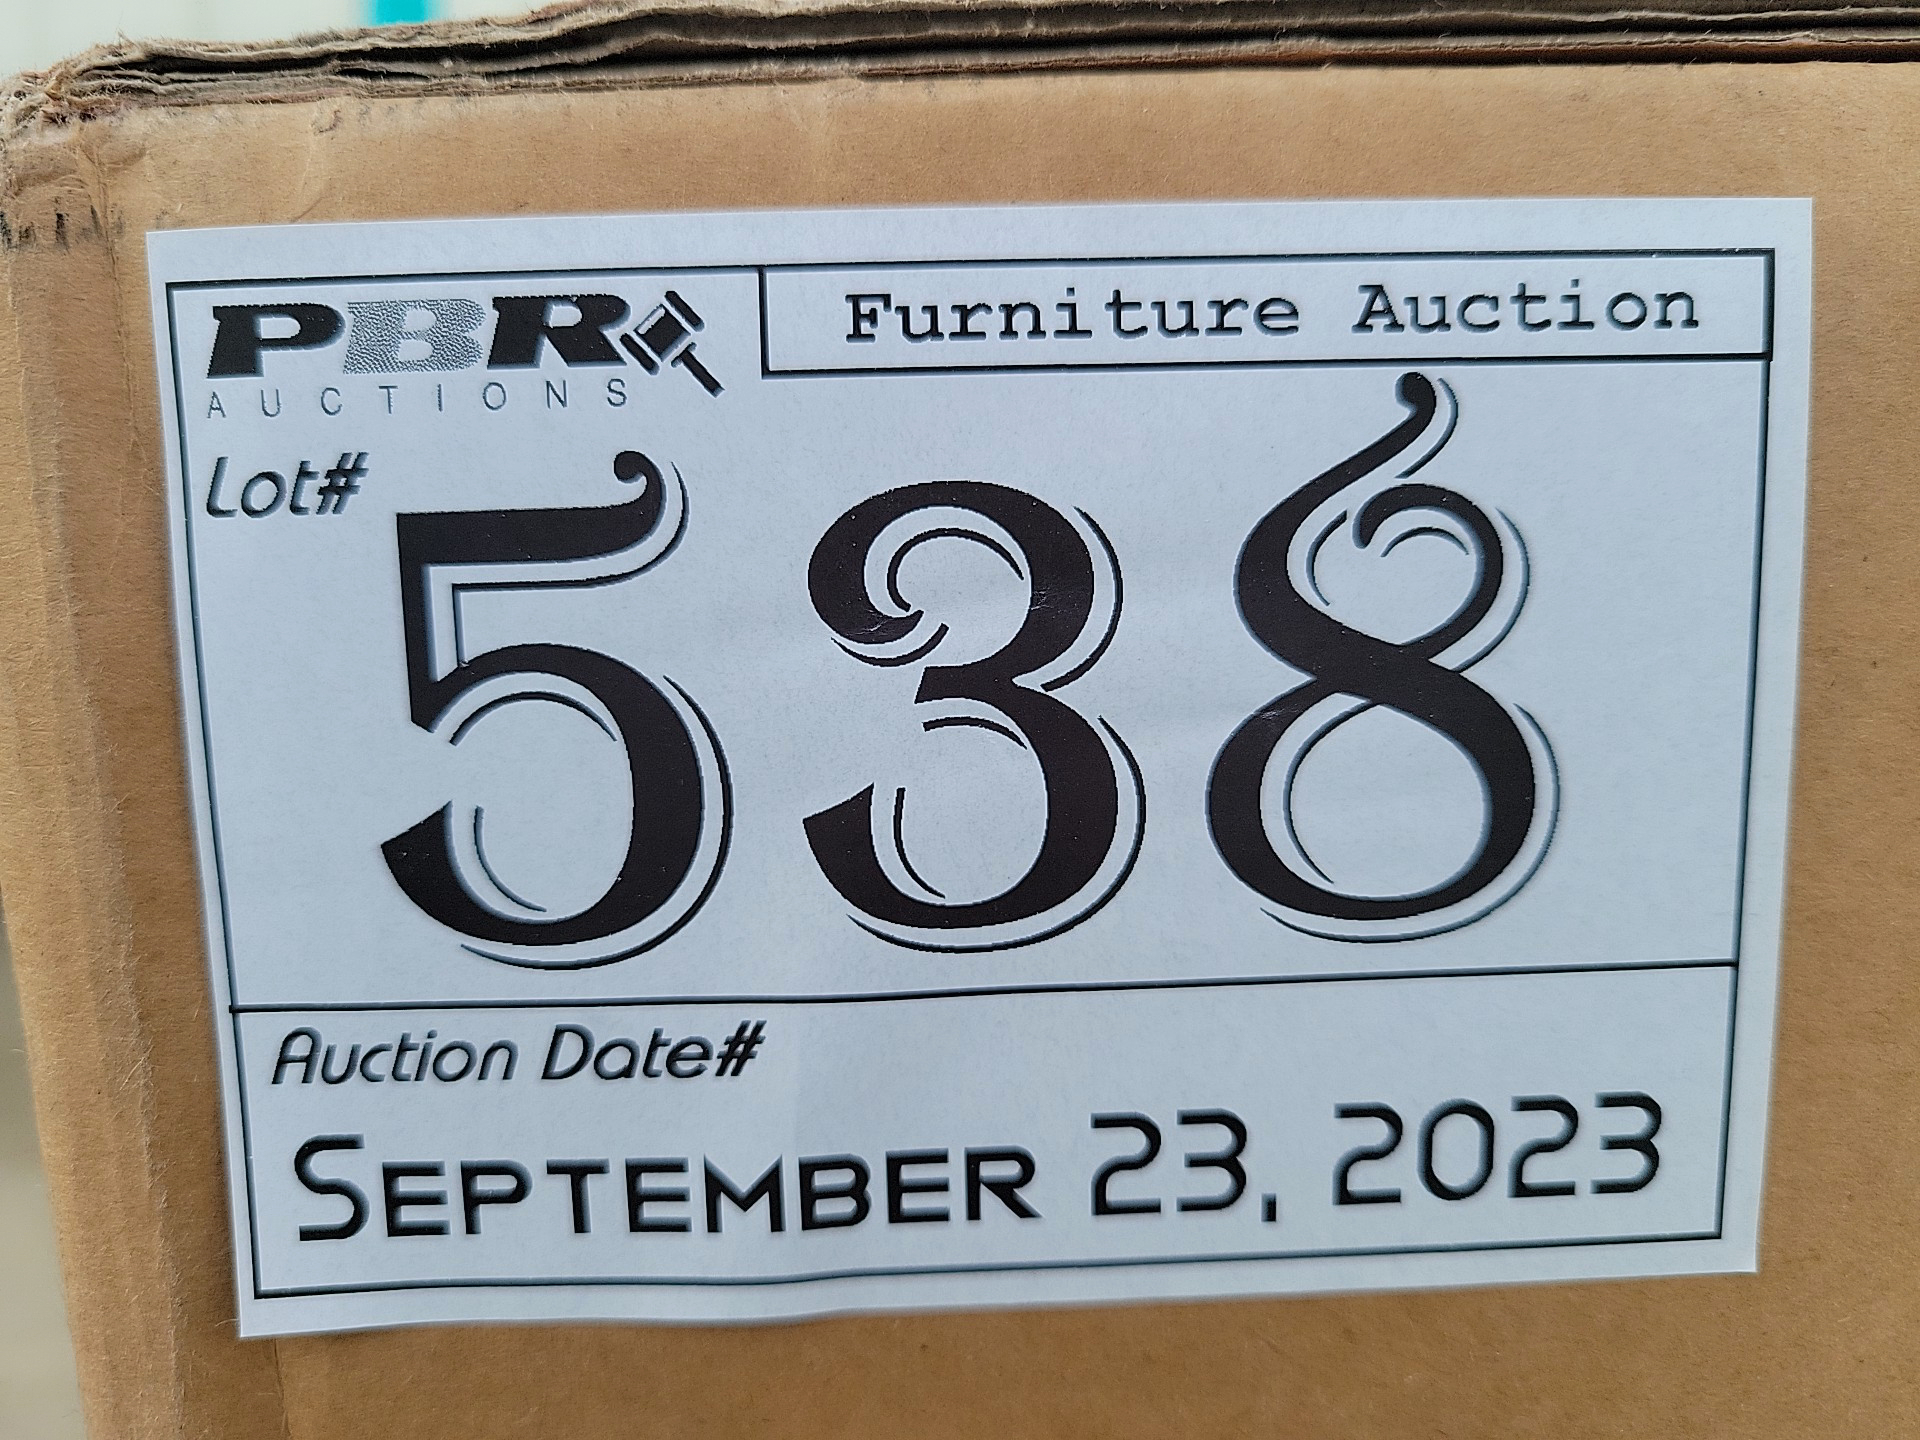 PBR
AUCTIONS
Furniture Auction
Lot#
538
Auction Date#
September 23, 2023